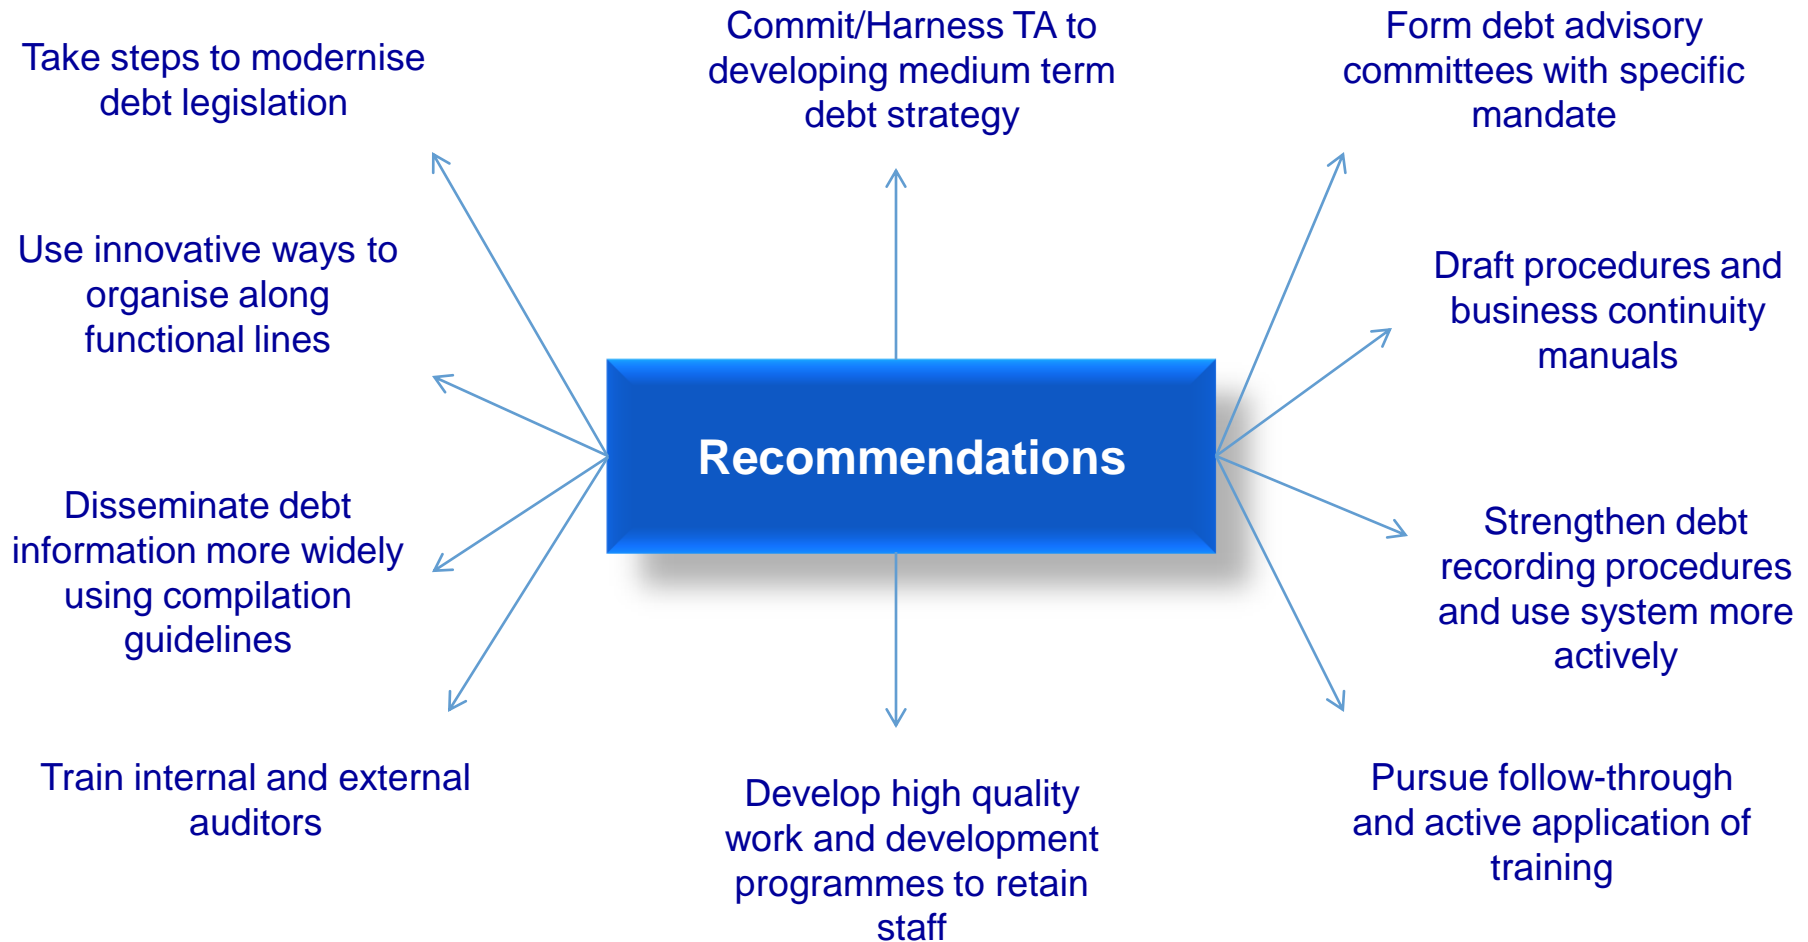 Take steps to modernise
debt legislation
Commit/Harness TA to
developing medium term
debt strategy
Form debt advisory
committees with specific
mandate
Use innovative ways to
organise along
functional lines
Draft procedures and
business continuity
manuals
Recommendations
Disseminate debt
information more widely
using compilation
guidelines
Strengthen debt
recording procedures
and use system more
actively
Train internal and external
auditors
Develop high quality
work and development
programmes to retain
staff
Pursue follow-through
and active application of
training